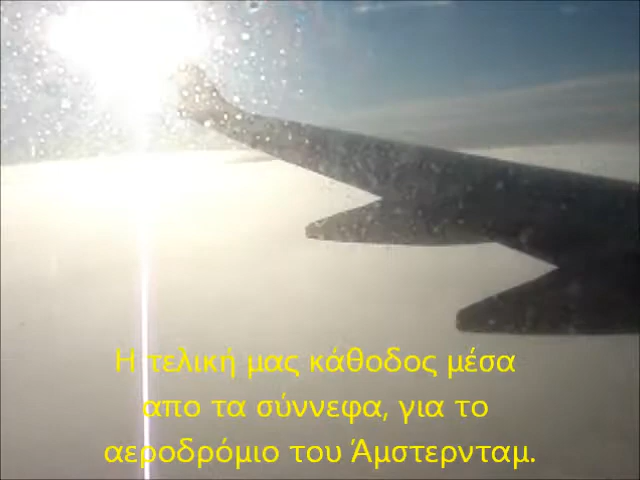 Η τελική μας κάθοδος μέσα
απο τα σύννεφα, για το
αεροδρόμιο του Άμστερνταμ.